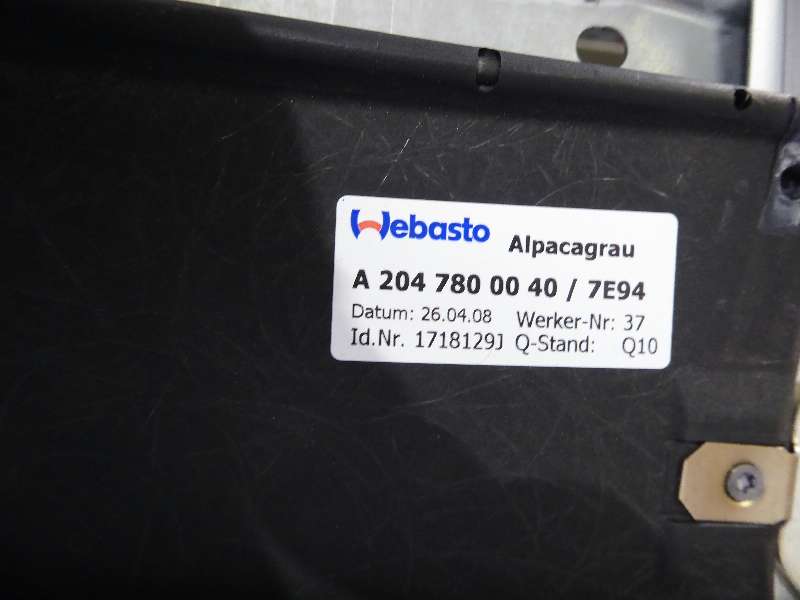 Webasto Alpacagrau
A 204 780 00 40 / 7E94
Datum: 26.04.08 Werker-Nr: 37
Id.Nr. 1718129J Q-Stand: Q10